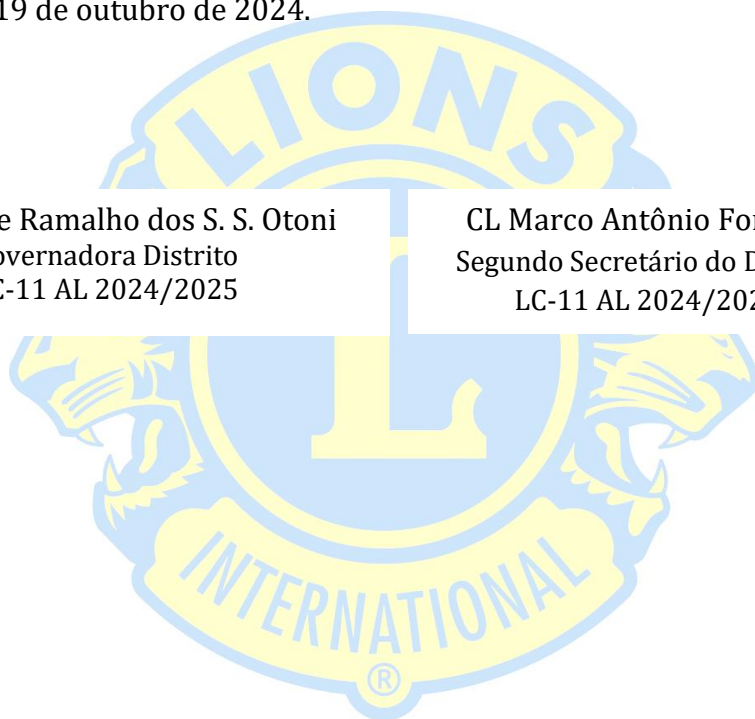 19 de outubro de 2024.
LIONS
e Ramalho dos S. S. Otoni
overnadora Distrito
C-11 AL 2024/2025
CL Marco Antônio For
Segundo Secretário do D
LC-11 AL 2024/202
L
INTERNATIONAL
®